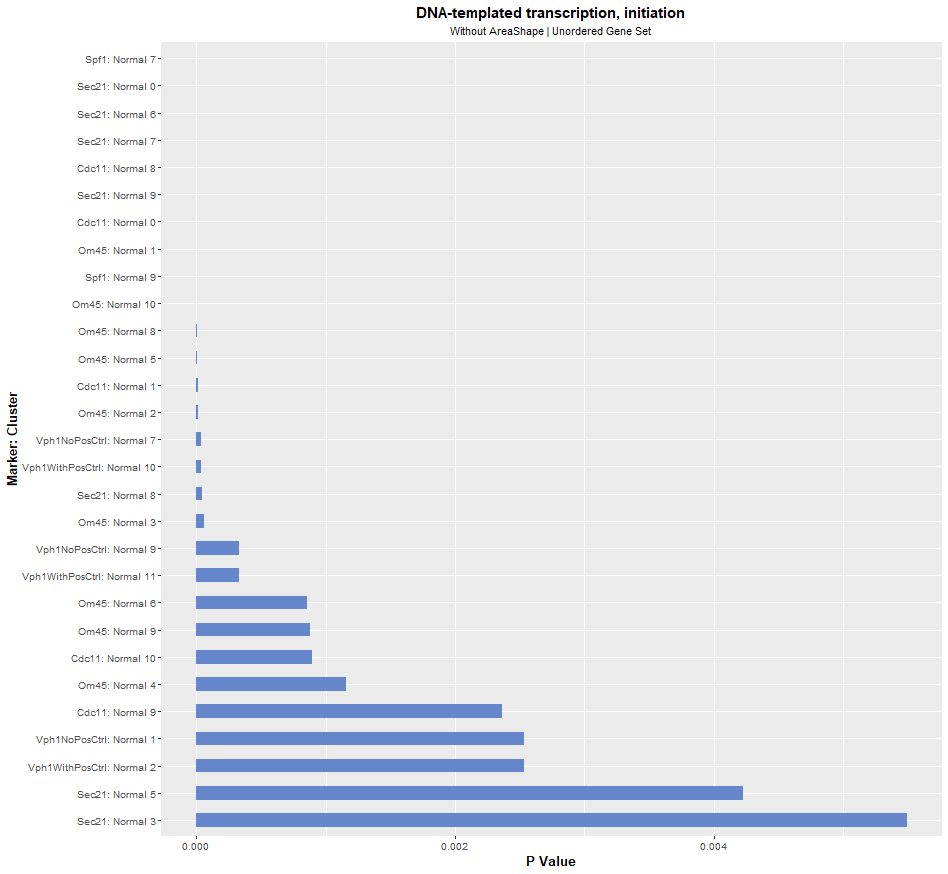 DNA-templated transcription, initiation
Without AreaShape | Unordered Gene Set
Marker: Cluster
Spf1: Normal 7
Sec21: Normal 0
Sec21: Normal 6
Sec21: Normal 7
Cdc11: Normal 8
Sec21: Normal 9
Cdc11: Normal 0
Om45: Normal 1
Spf1: Normal 9
Om45: Normal 10
Om45: Normal 8
Om45: Normal 5
Cdc11: Normal 1
Om45: Normal 2
Vph1NoPosCtrl: Normal 7
Vph1WithPosCtrl: Normal 10
Sec21: Normal 8
Om45: Normal 3
Vph1NoPosCtrl: Normal 9
Vph1WithPosCtrl: Normal 11
Om45: Normal 6
Om45: Normal 9
Cdc11: Normal 10
Om45: Normal 4
Cdc11: Normal 9
Vph1NoPosCtrl: Normal 1
Vph1WithPosCtrl: Normal 2
Sec21: Normal 5
Sec21: Normal 3
0.000 0.002 0.004
P Value